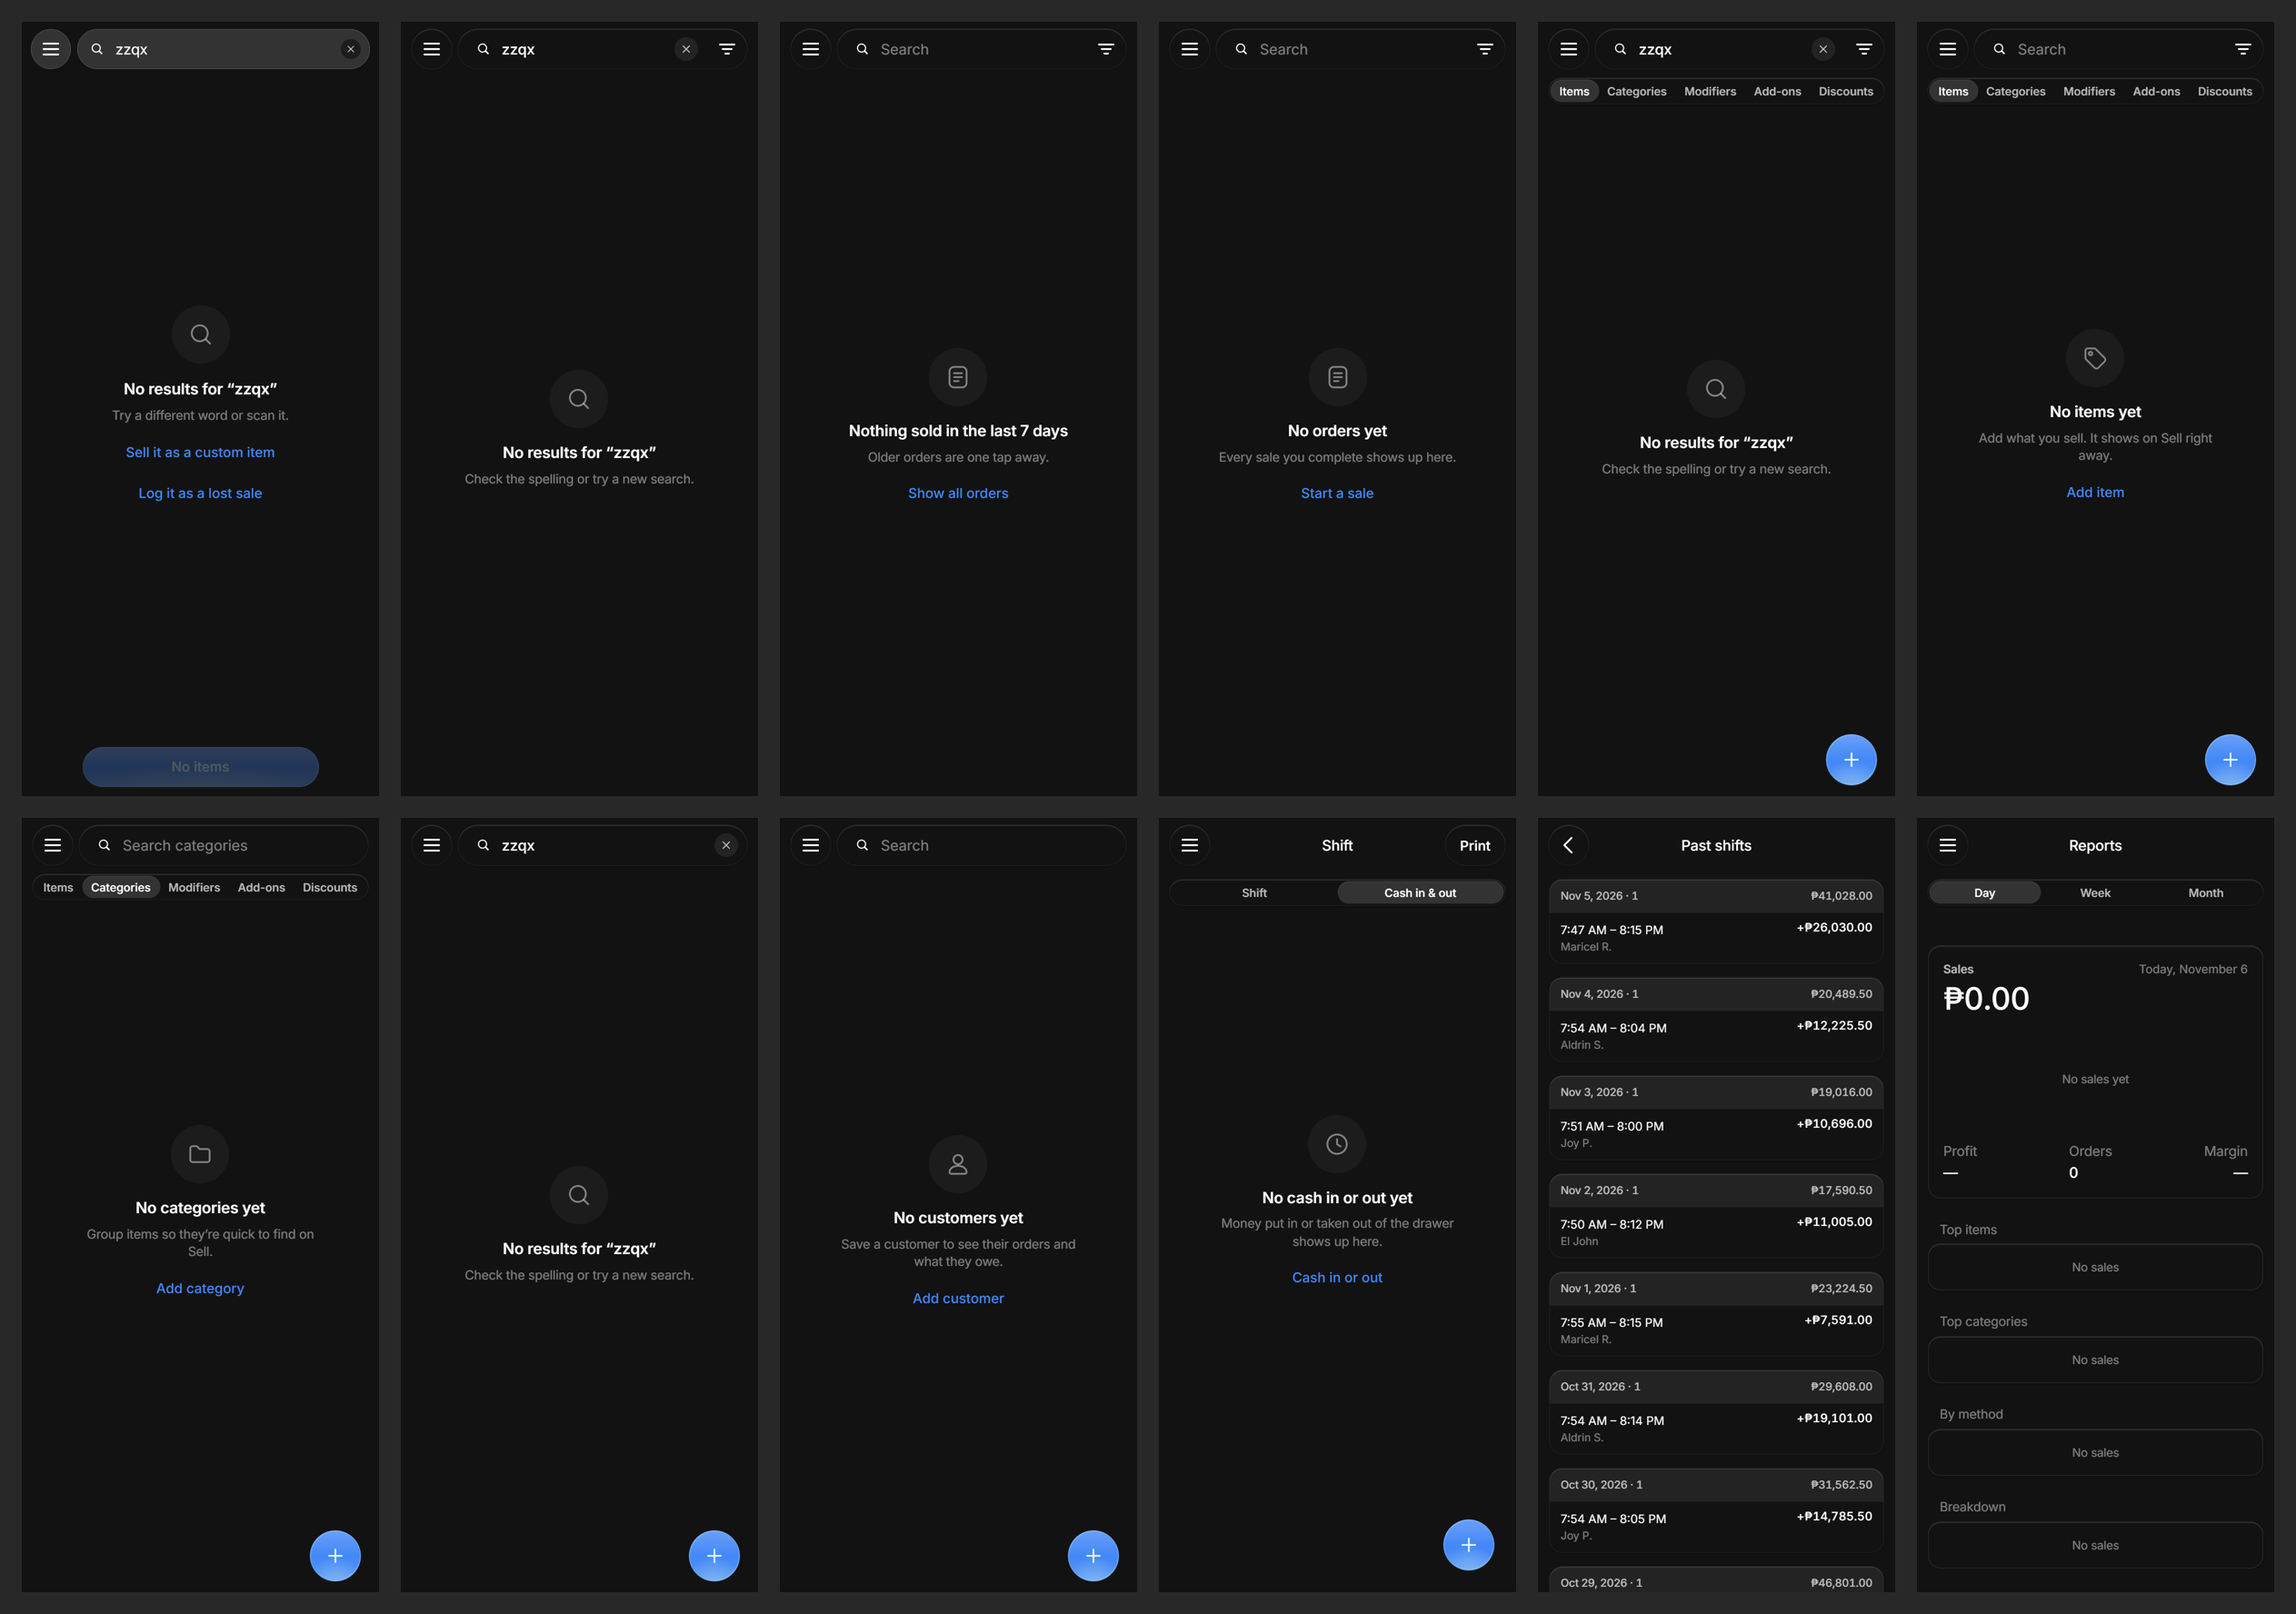 zzqx
No results for “zzqx”
Try a different word or scan it.
Sell it as a custom item
Log it as a lost sale
No items
zzqx
No results for “zzqx”
Check the spelling or try a new search.
Search
Nothing sold in the last 7 days
Older orders are one tap away.
Show all orders
Search
No orders yet
Every sale you complete shows up here.
Start a sale
zzqx
Items Categories Modifiers Add-ons Discounts
No results for “zzqx”
Check the spelling or try a new search.
Search
Items Categories Modifiers Add-ons Discounts
No items yet
Add what you sell. It shows on Sell right
away.
Add item
Search categories
Items Categories Modifiers Add-ons Discounts
No categories yet
Group items so they’re quick to find on
Sell.
Add category
zzqx
No results for “zzqx”
Check the spelling or try a new search.
Search
No customers yet
Save a customer to see their orders and
what they owe.
Add customer
Shift Print
Shift Cash in & out
No cash in or out yet
Money put in or taken out of the drawer
shows up here.
Cash in or out
Past shifts
Nov 5, 2026 · 1 ₱41,028.00
7:47 AM – 8:15 PM +₱26,030.00
Maricel R.
Nov 4, 2026 · 1 ₱20,489.50
7:54 AM – 8:04 PM +₱12,225.50
Aldrin S.
Nov 3, 2026 · 1 ₱19,016.00
7:51 AM – 8:00 PM +₱10,696.00
Joy P.
Nov 2, 2026 · 1 ₱17,590.50
7:50 AM – 8:12 PM +₱11,005.00
El John
Nov 1, 2026 · 1 ₱23,224.50
7:55 AM – 8:15 PM +₱7,591.00
Maricel R.
Oct 31, 2026 · 1 ₱29,608.00
7:54 AM – 8:14 PM +₱19,101.00
Aldrin S.
Oct 30, 2026 · 1 ₱31,562.50
7:54 AM – 8:05 PM +₱14,785.50
Joy P.
Oct 29, 2026 · 1 ₱46,801.00
Reports
Day Week Month
Sales Today, November 6
₱0.00
No sales yet
Profit Orders Margin
— 0 —
Top items
No sales
Top categories
No sales
By method
No sales
Breakdown
No sales